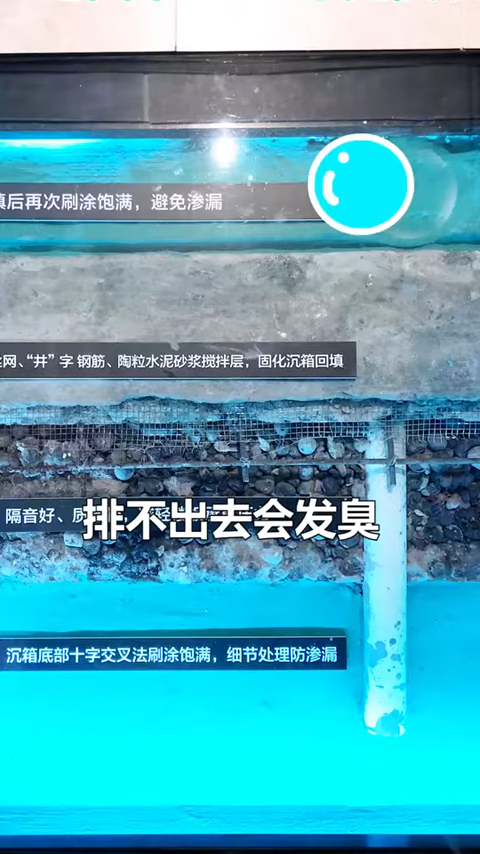 填后再次刷涂饱满，避免渗漏
网、“井”字 钢筋、陶粒水泥砂浆搅拌层，固化沉箱回填
隔音好、质
排不出去会发臭
沉箱底部十字交叉法刷涂饱满，细节处理防渗漏